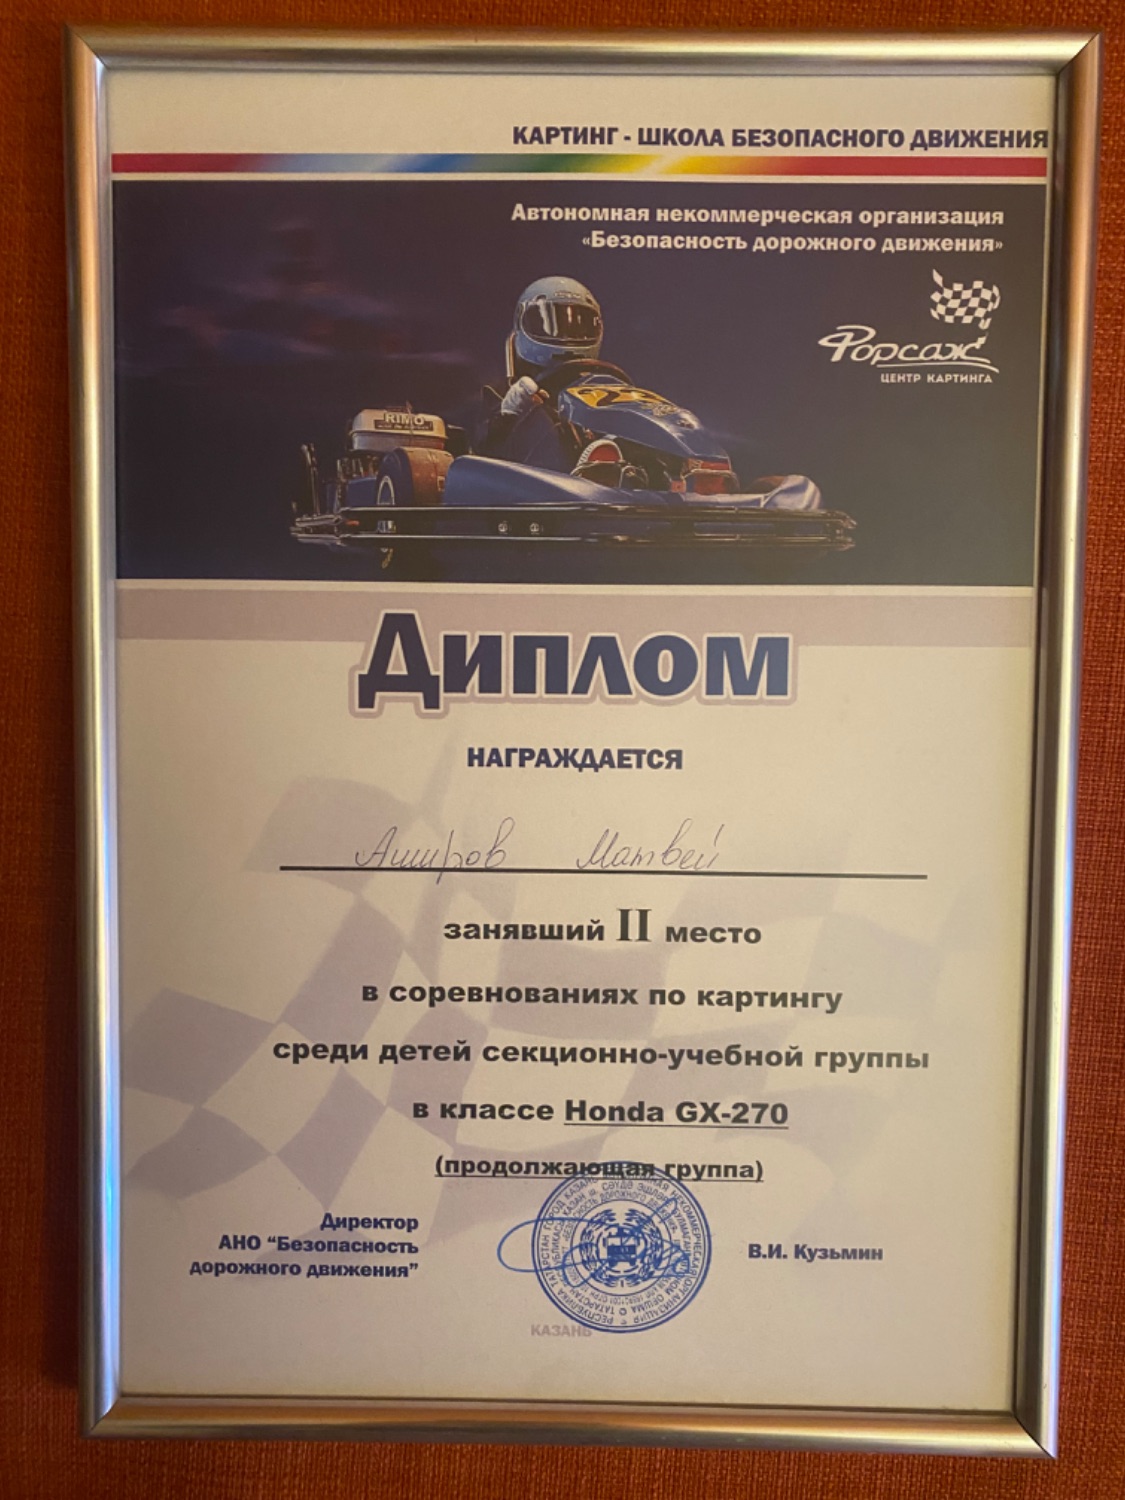 КАРТИНГ - ШКОЛА БЕЗОПАСНОГО ДВИЖЕНИЯ
Автономная некоммерческая организация
«Безопасность дорожного движения»
Форсаж
ЦЕНТР КАРТИНГА
RIMO
Диплом
НАГРАЖДАЕТСЯ
Аширов Матвей
занявший II место
в соревнованиях по картингу
среди детей секционно-учебной группы
в классе Honda GX-270
(продолжающая группа)
Директор
АНО “Безопасность
дорожного движения”
В.И. Кузьмин
КАЗАНЬ